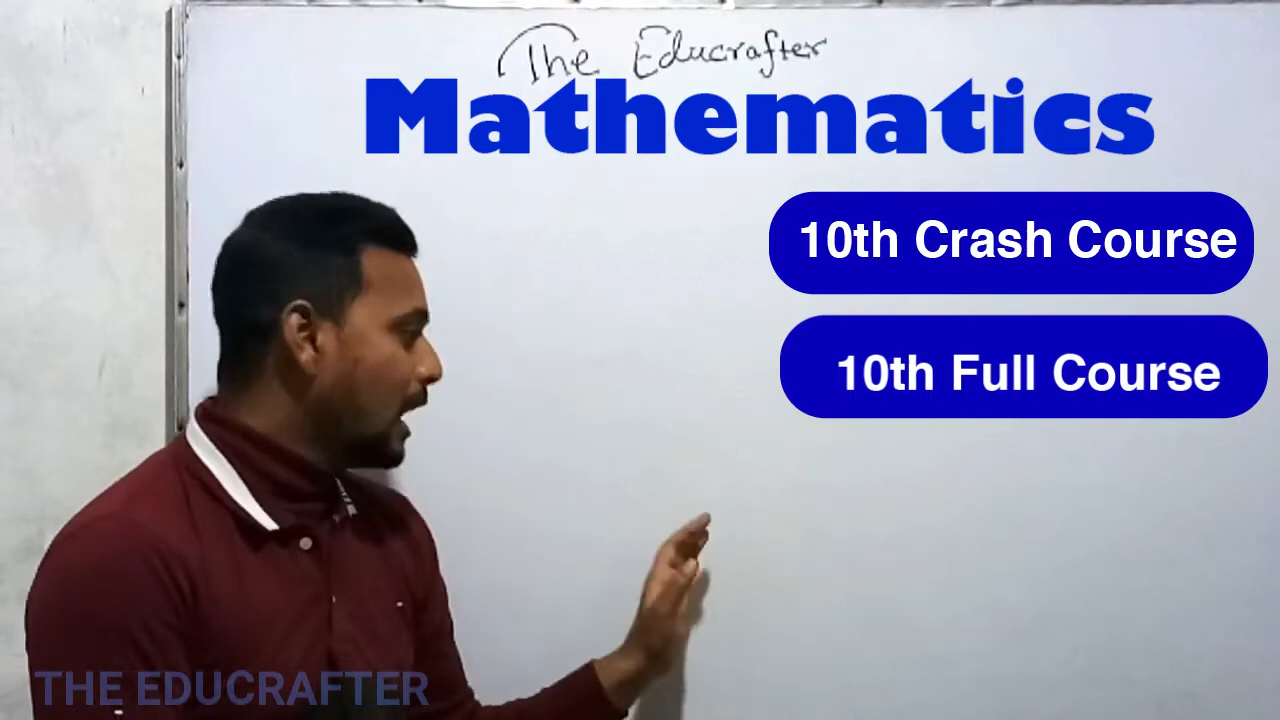 The Educrafter
Mathematics
10th Crash Course
10th Full Course
THE EDUCRAFTER